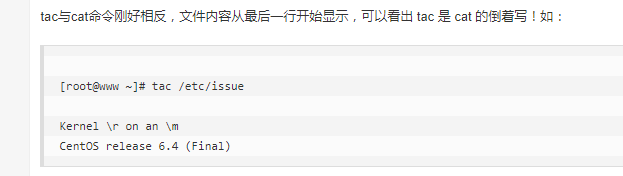 tac与cat命令刚好相反，文件内容从最后一行开始显示，可以看出 tac 是 cat 的倒着写！如：
[root@www ~]# tac /etc/issue
Kernel \r on an \m
CentOS release 6.4 (Final)